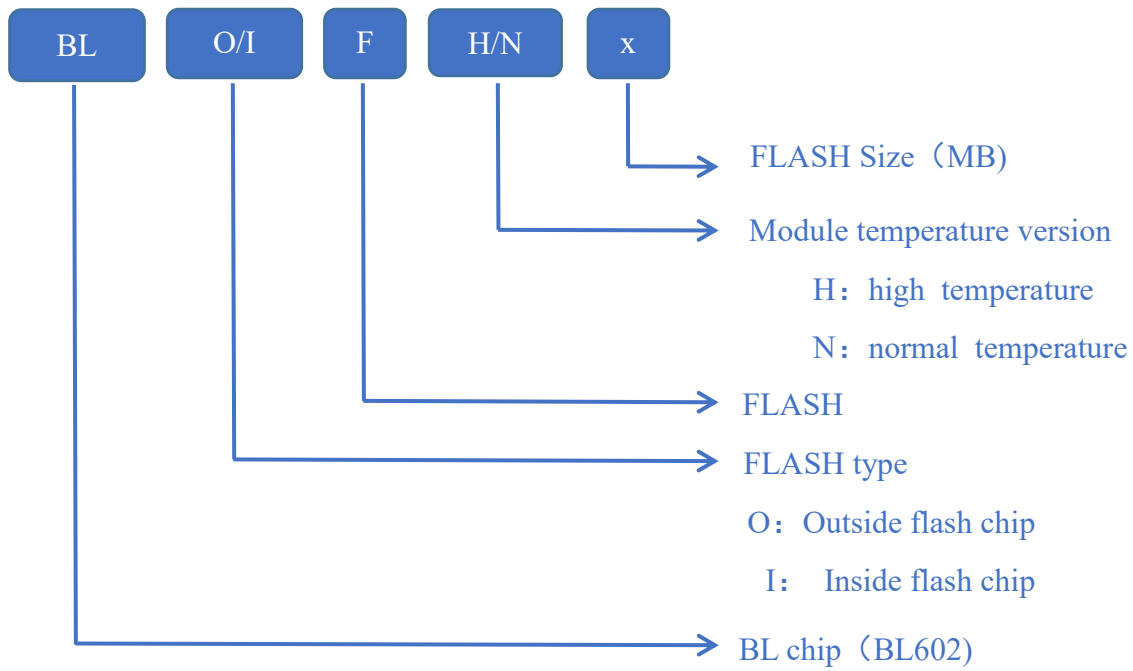 BL O/I F H/N x
FLASH Size（MB)
Module temperature version
H：high temperature
N：normal temperature
FLASH
FLASH type
O：Outside flash chip
I： Inside flash chip
BL chip（BL602)